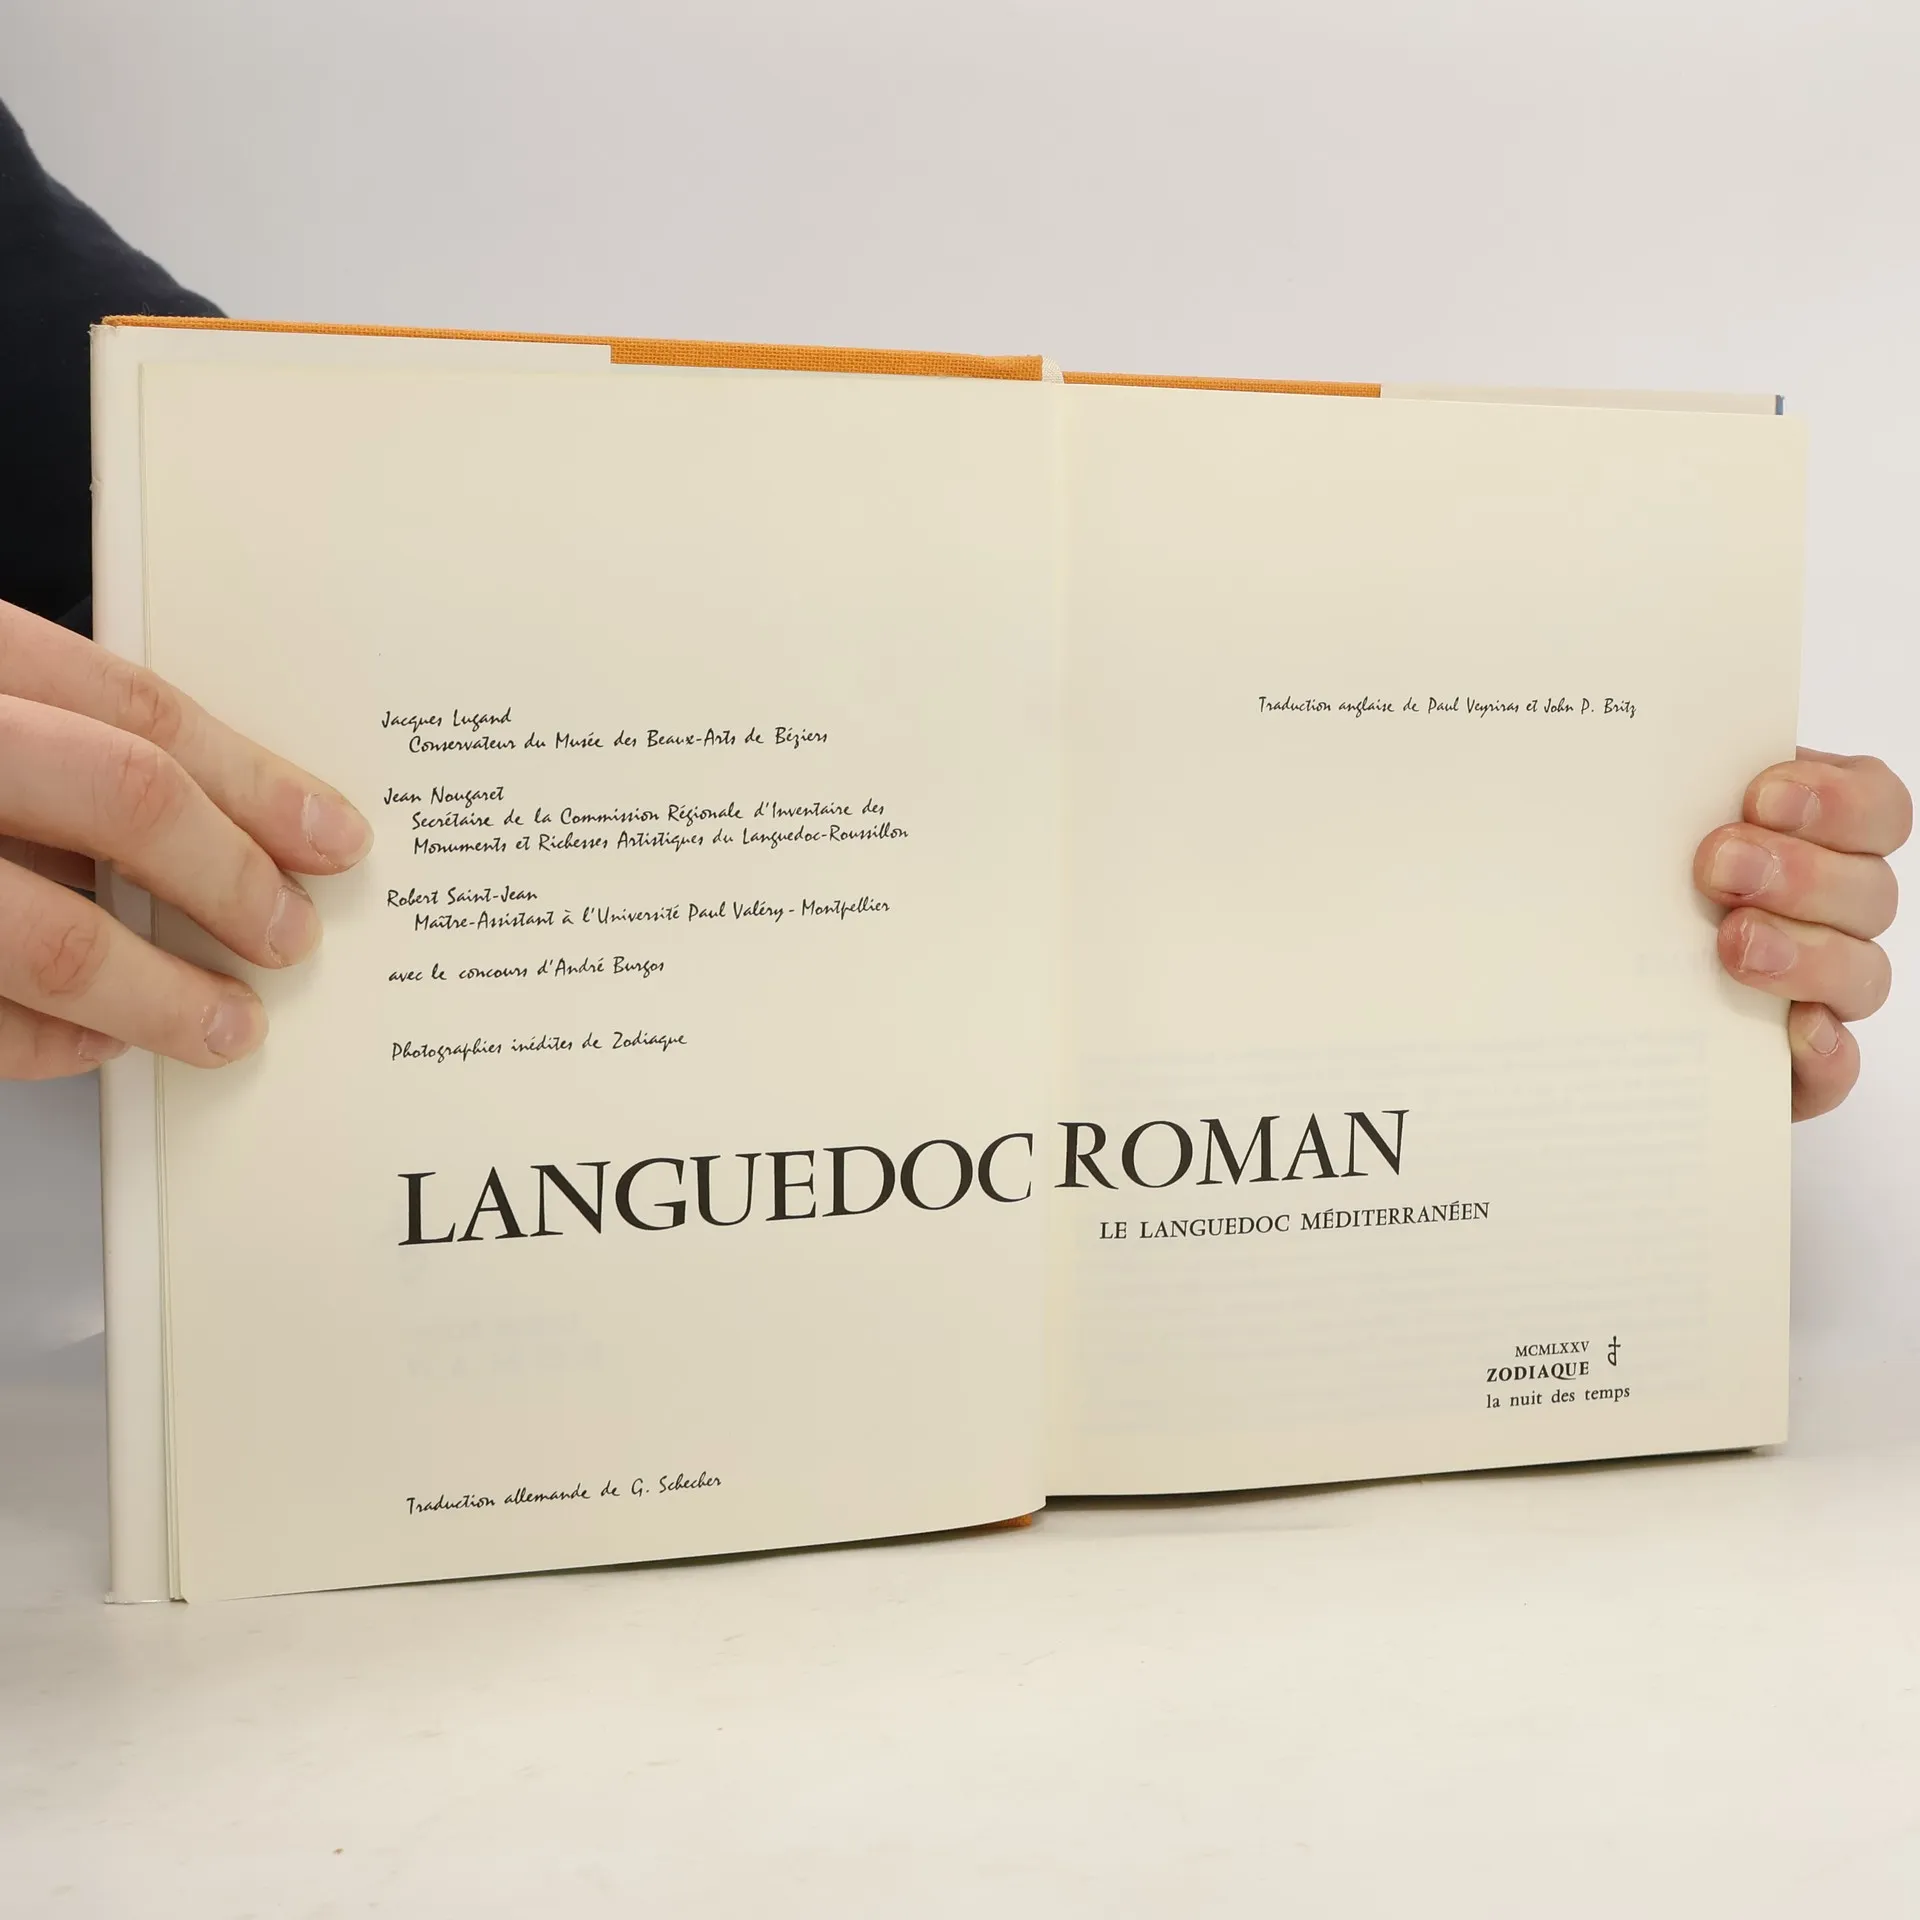 Jacques Lugand
Conservateur du Musée des Beaux-Arts de Béziers
Jean Nougaret
Secrétaire de la Commission Régionale d'Inventaire des
Monuments et Richesses Artistiques du Languedoc-Roussillon
Robert Saint-Jean
Maître-Assistant à l'Université Paul Valéry - Montpellier
avec le concours d'André Burgos
Photographies inédites de Zodiaque
Traduction anglaise de Paul Veyriras et John P. Britz
LANGUEDOC ROMAN
LE LANGUEDOC MÉDITERRANÉEN
MCMLXXV
ZODIAQUE
la nuit des temps
Traduction allemande de G. Schecher